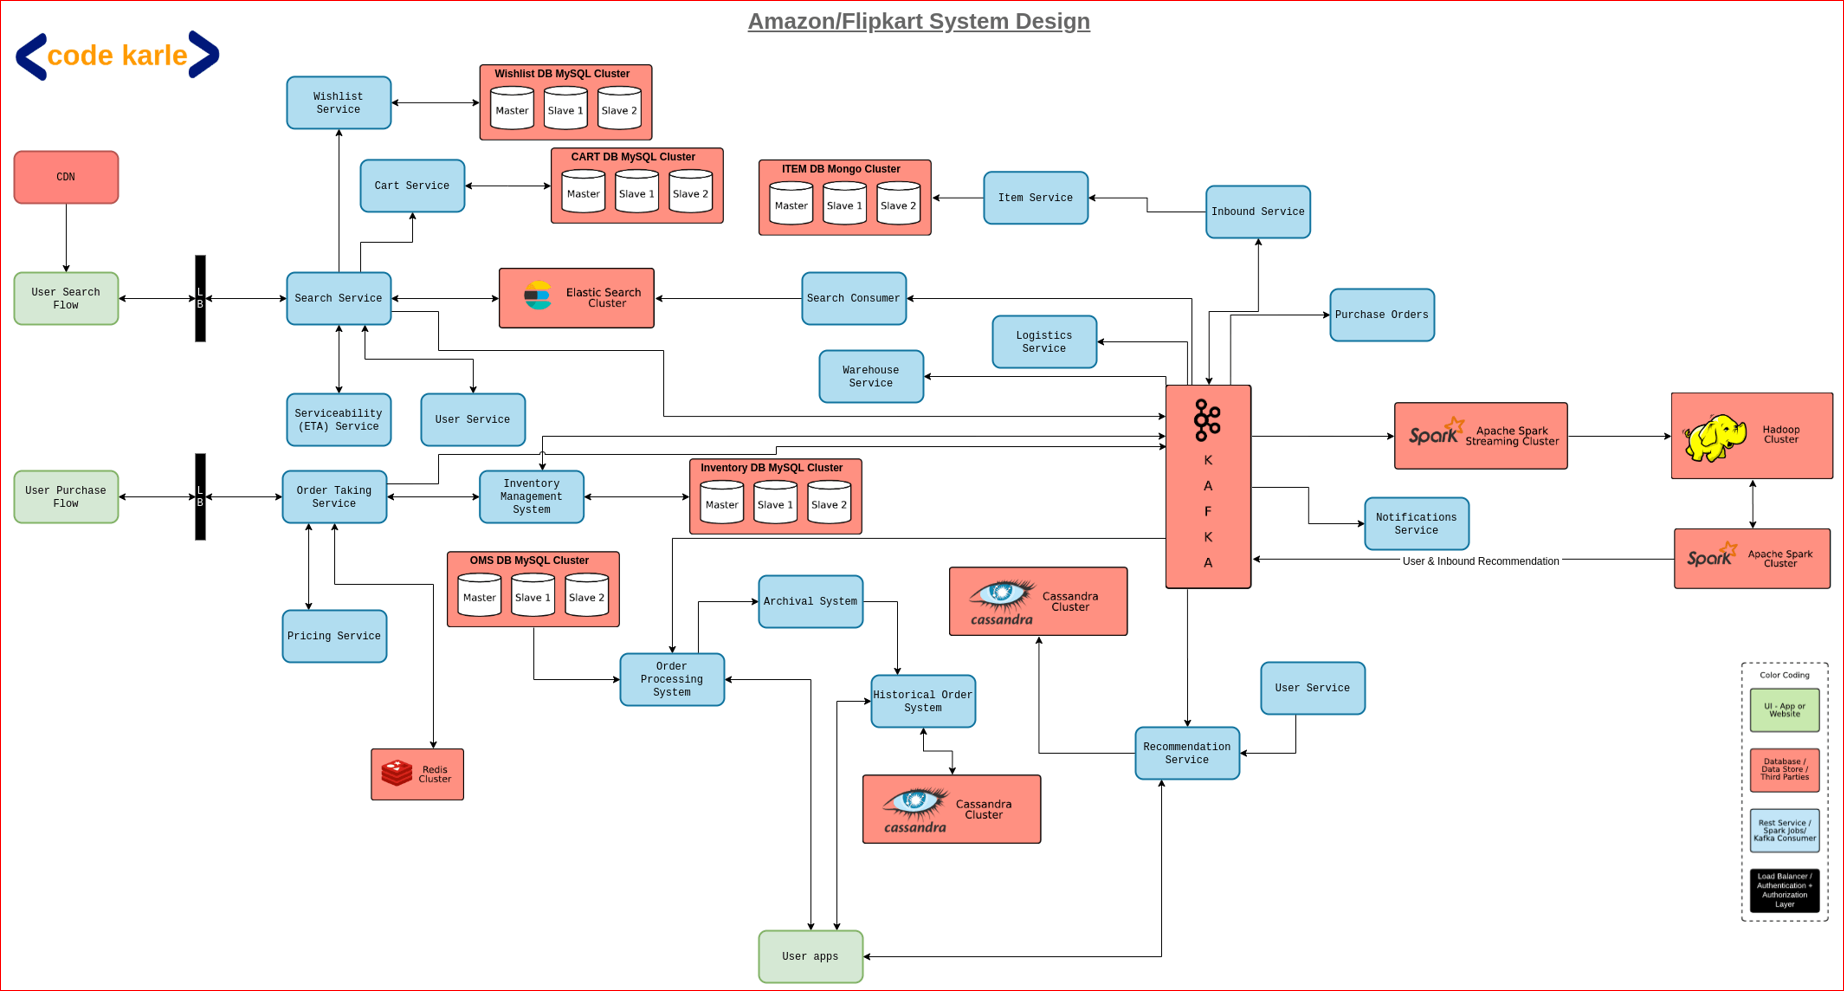 Amazon/Flipkart System Design
code karle
Wishlist
Service
Wishlist DB MySQL Cluster
Master
Slave 1
Slave 2
CDN
Cart Service
CART DB MySQL Cluster
Master
Slave 1
Slave 2
ITEM DB Mongo Cluster
Master
Slave 1
Slave 2
Item Service
Inbound Service
User Search
Flow
L
B
Search Service
Elastic Search
Cluster
Search Consumer
Purchase Orders
Logistics
Service
Warehouse
Service
Serviceability
(ETA) Service
User Service
K
A
F
K
A
Spark
Apache Spark
Streaming Cluster
Hadoop
Cluster
User Purchase
Flow
L
B
Order Taking
Service
Inventory
Management
System
Inventory DB MySQL Cluster
Master
Slave 1
Slave 2
Notifications
Service
User & Inbound Recommendation
Spark
Apache Spark
Cluster
OMS DB MySQL Cluster
Master
Slave 1
Slave 2
Archival System
cassandra
Cassandra
Cluster
Pricing Service
Order
Processing
System
Historical Order
System
User Service
Recommendation
Service
Redis
Cluster
cassandra
Cassandra
Cluster
User apps
Color Coding
UI - App or
Website
Database /
Data Store /
Third Parties
Rest Service /
Spark Jobs/
Kafka Consumer
Load Balancer /
Authentication +
Authorization
Layer